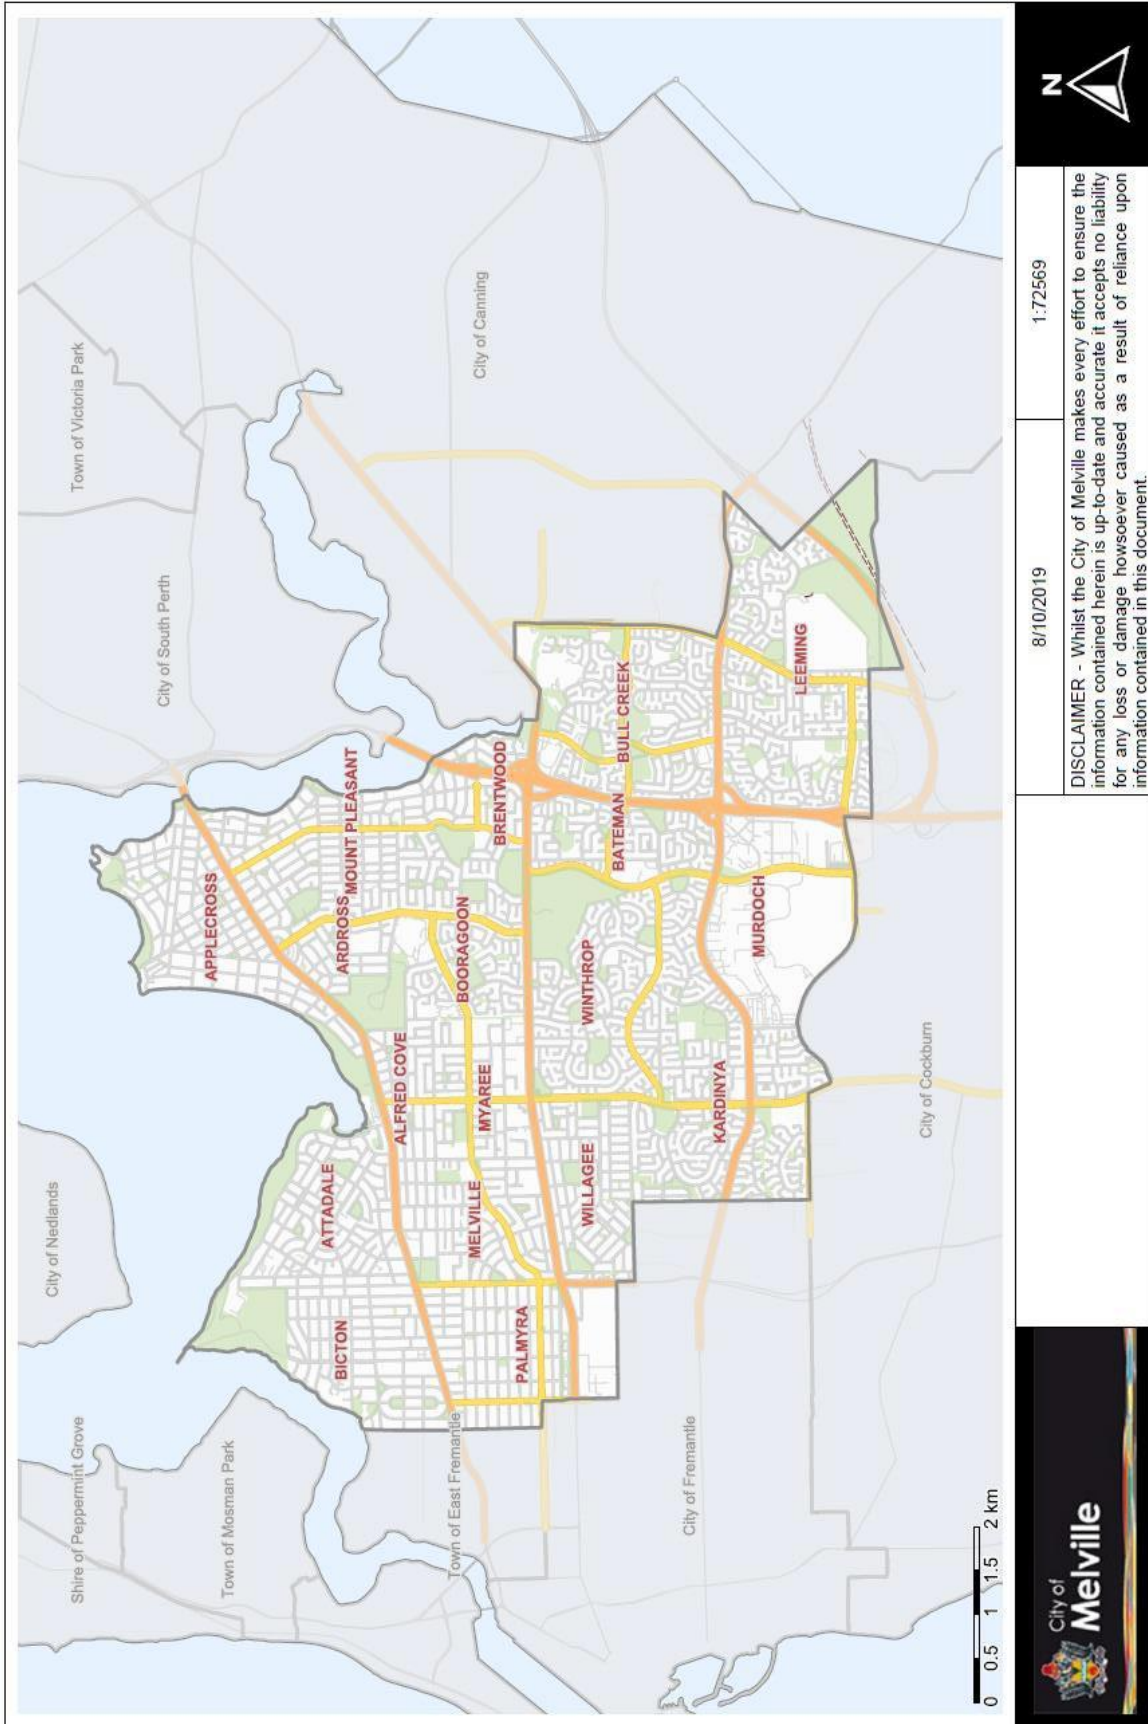 Shire of Peppermint Grove
City of Nedlands
Town of Victoria Park
Town of Mosman Park
City of South Perth
APPLECROSS
BICTON
ATTADALE
ARDROSS
MOUNT PLEASANT
ALFRED COVE
Town of East Fremantle
MELVILLE
MYAREE
BOORAGOON
City of Canning
PALMYRA
BRENTWOOD
WILLAGEE
WINTHROP
BATEMAN
BULL CREEK
City of Fremantle
KARDINYA
MURDOCH
LEEMING
City of Cockburn
0 0.5 1 1.5 2 km
City of
Melville
8/10/2019
1:72569
N
DISCLAIMER - Whilst the City of Melville makes every effort to ensure the
information contained herein is up-to-date and accurate it accepts no liability
for any loss or damage howsoever caused as a result of reliance upon
information contained in this document.